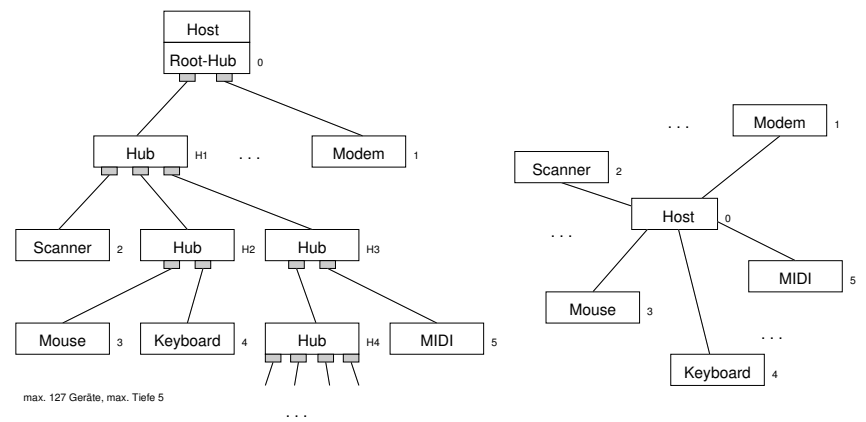 Host
Root-Hub 0
Hub H1 . . . Modem 1
Scanner 2 Hub H2 Hub H3
Mouse 3 Keyboard 4 Hub H4 MIDI 5
max. 127 Geräte, max. Tiefe 5
. . .
. . . Modem 1
Scanner 2
Host 0
. . .
MIDI 5
Mouse 3
. . .
Keyboard 4